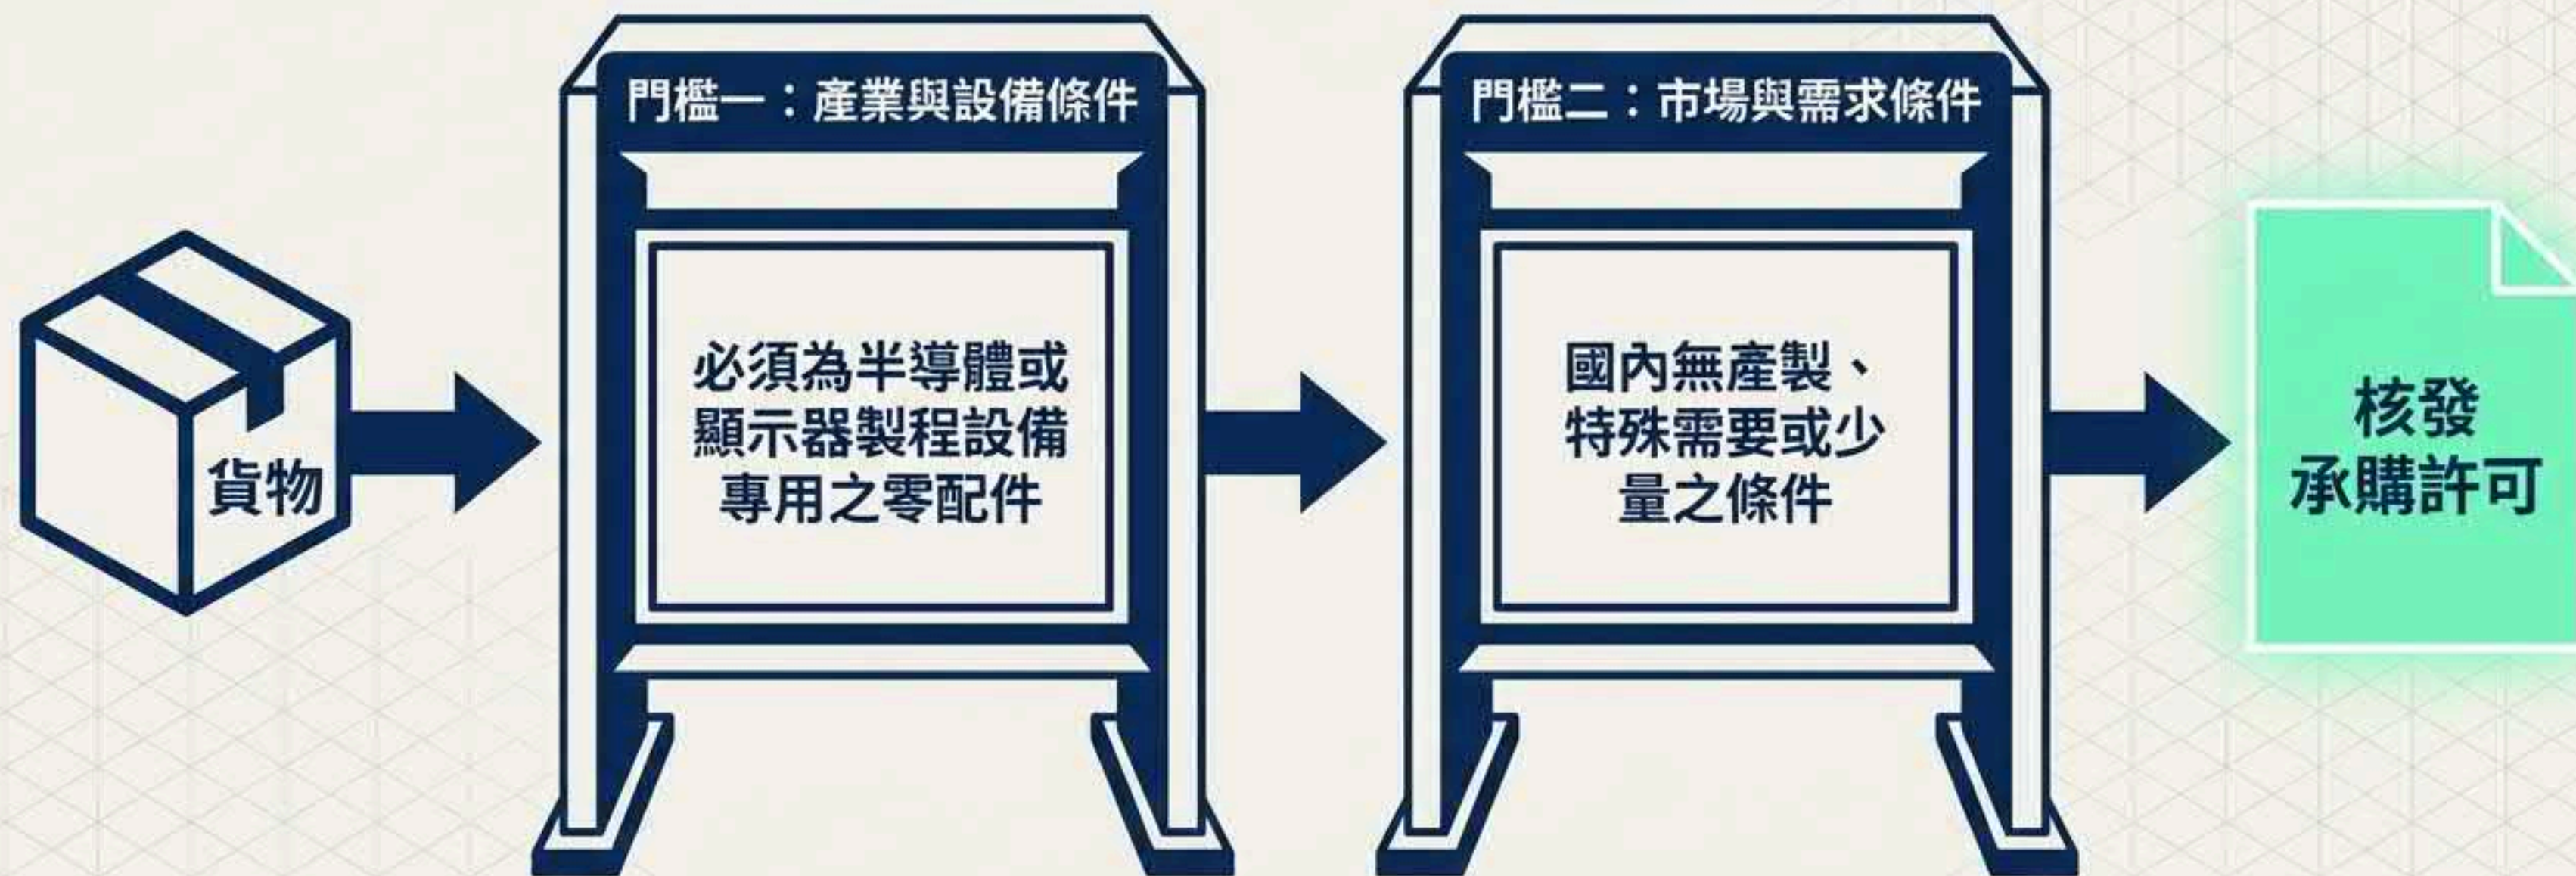 貨物
門檻一：產業與設備條件
必須為半導體或
顯示器製程設備
專用之零配件
門檻二：市場與需求條件
國內無產製、
特殊需要或少
量之條件
核發
承購許可